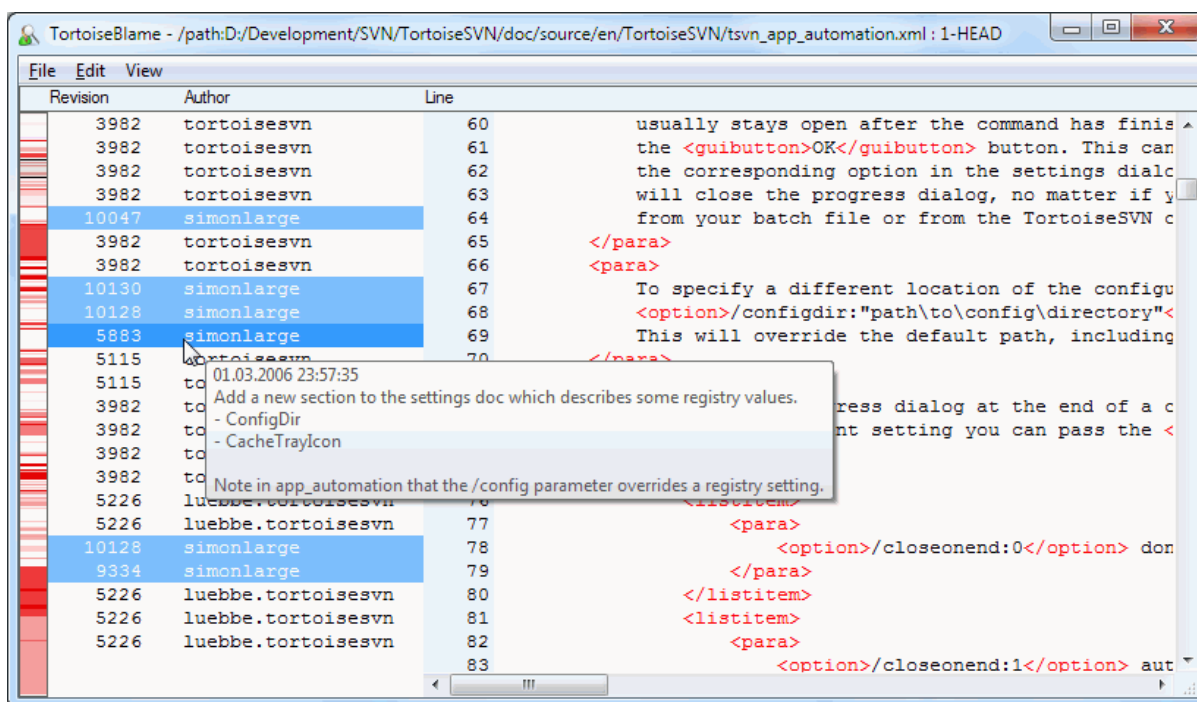 TortoiseBlame - /path:D:/Development/SVN/TortoiseSVN/doc/source/en/TortoiseSVN/tsvn_app_automation.xml : 1-HEAD
File Edit View
Revision Author Line
3982 tortoisesvn 60 usually stays open after the command has finis
3982 tortoisesvn 61 the <guibutton>OK</guibutton> button. This can
3982 tortoisesvn 62 the corresponding option in the settings dialc
3982 tortoisesvn 63 will close the progress dialog, no matter if y
10047 simonlarge 64 from your batch file or from the TortoiseSVN c
3982 tortoisesvn 65 </para>
3982 tortoisesvn 66 <para>
10130 simonlarge 67 To specify a different location of the configu
10128 simonlarge 68 <option>/configdir:"path\to\config\directory"<
5883 simonlarge 69 This will override the default path, including
5115 tortoisesvn 70 </para>
5115 to
01.03.2006 23:57:35
Add a new section to the settings doc which describes some registry values.
3982 to - ConfigDir ress dialog at the end of a c
3982 to - CacheTrayIcon nt setting you can pass the <
3982 to
3982 to Note in app_automation that the /config parameter overrides a registry setting.
5226 luebbe.tortoisesvn 76 <listitem>
5226 luebbe.tortoisesvn 77 <para>
10128 simonlarge 78 <option>/closeonend:0</option> don
9334 simonlarge 79 </para>
5226 luebbe.tortoisesvn 80 </listitem>
5226 luebbe.tortoisesvn 81 <listitem>
5226 luebbe.tortoisesvn 82 <para>
83 <option>/closeonend:1</option> aut